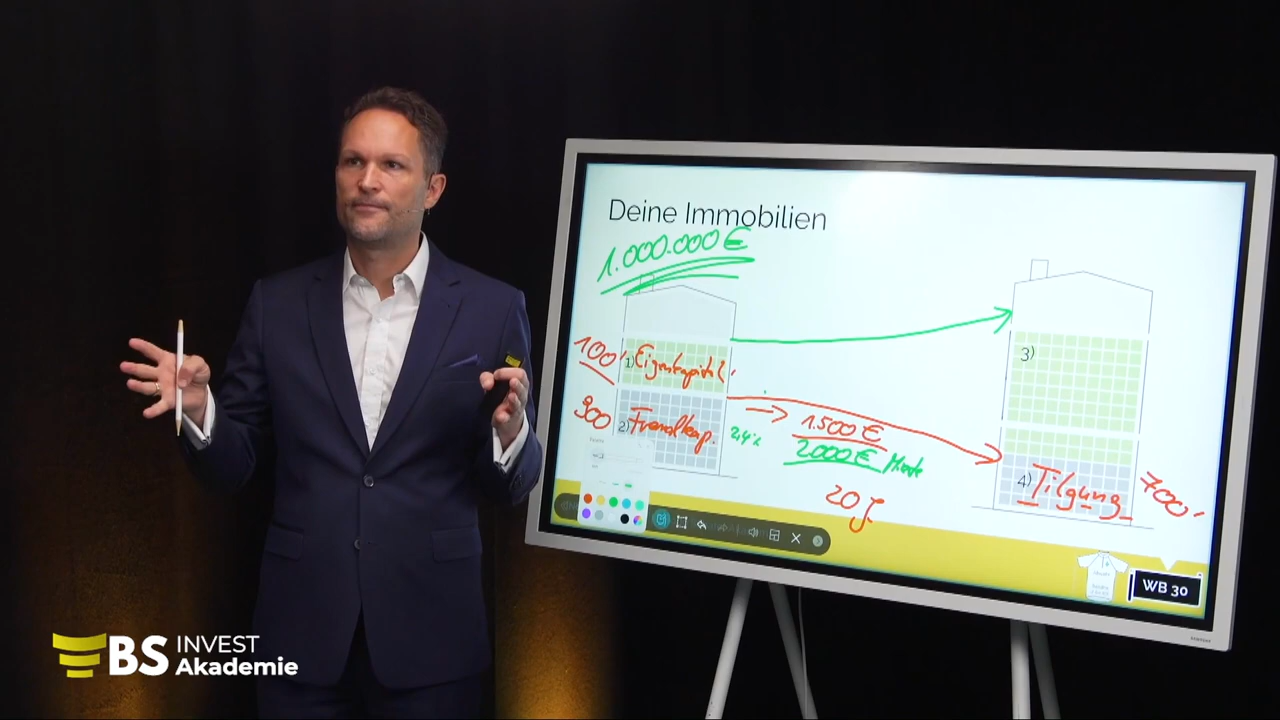 Deine Immobilien
1.000.000 €
100'
1) Eigenkapital
900
2) Fremdkap.
2,4%
1.500 €
2000 € Miete
20 J.
3)
4) Tilgung
700'
WB 30
BS INVEST
Akademie